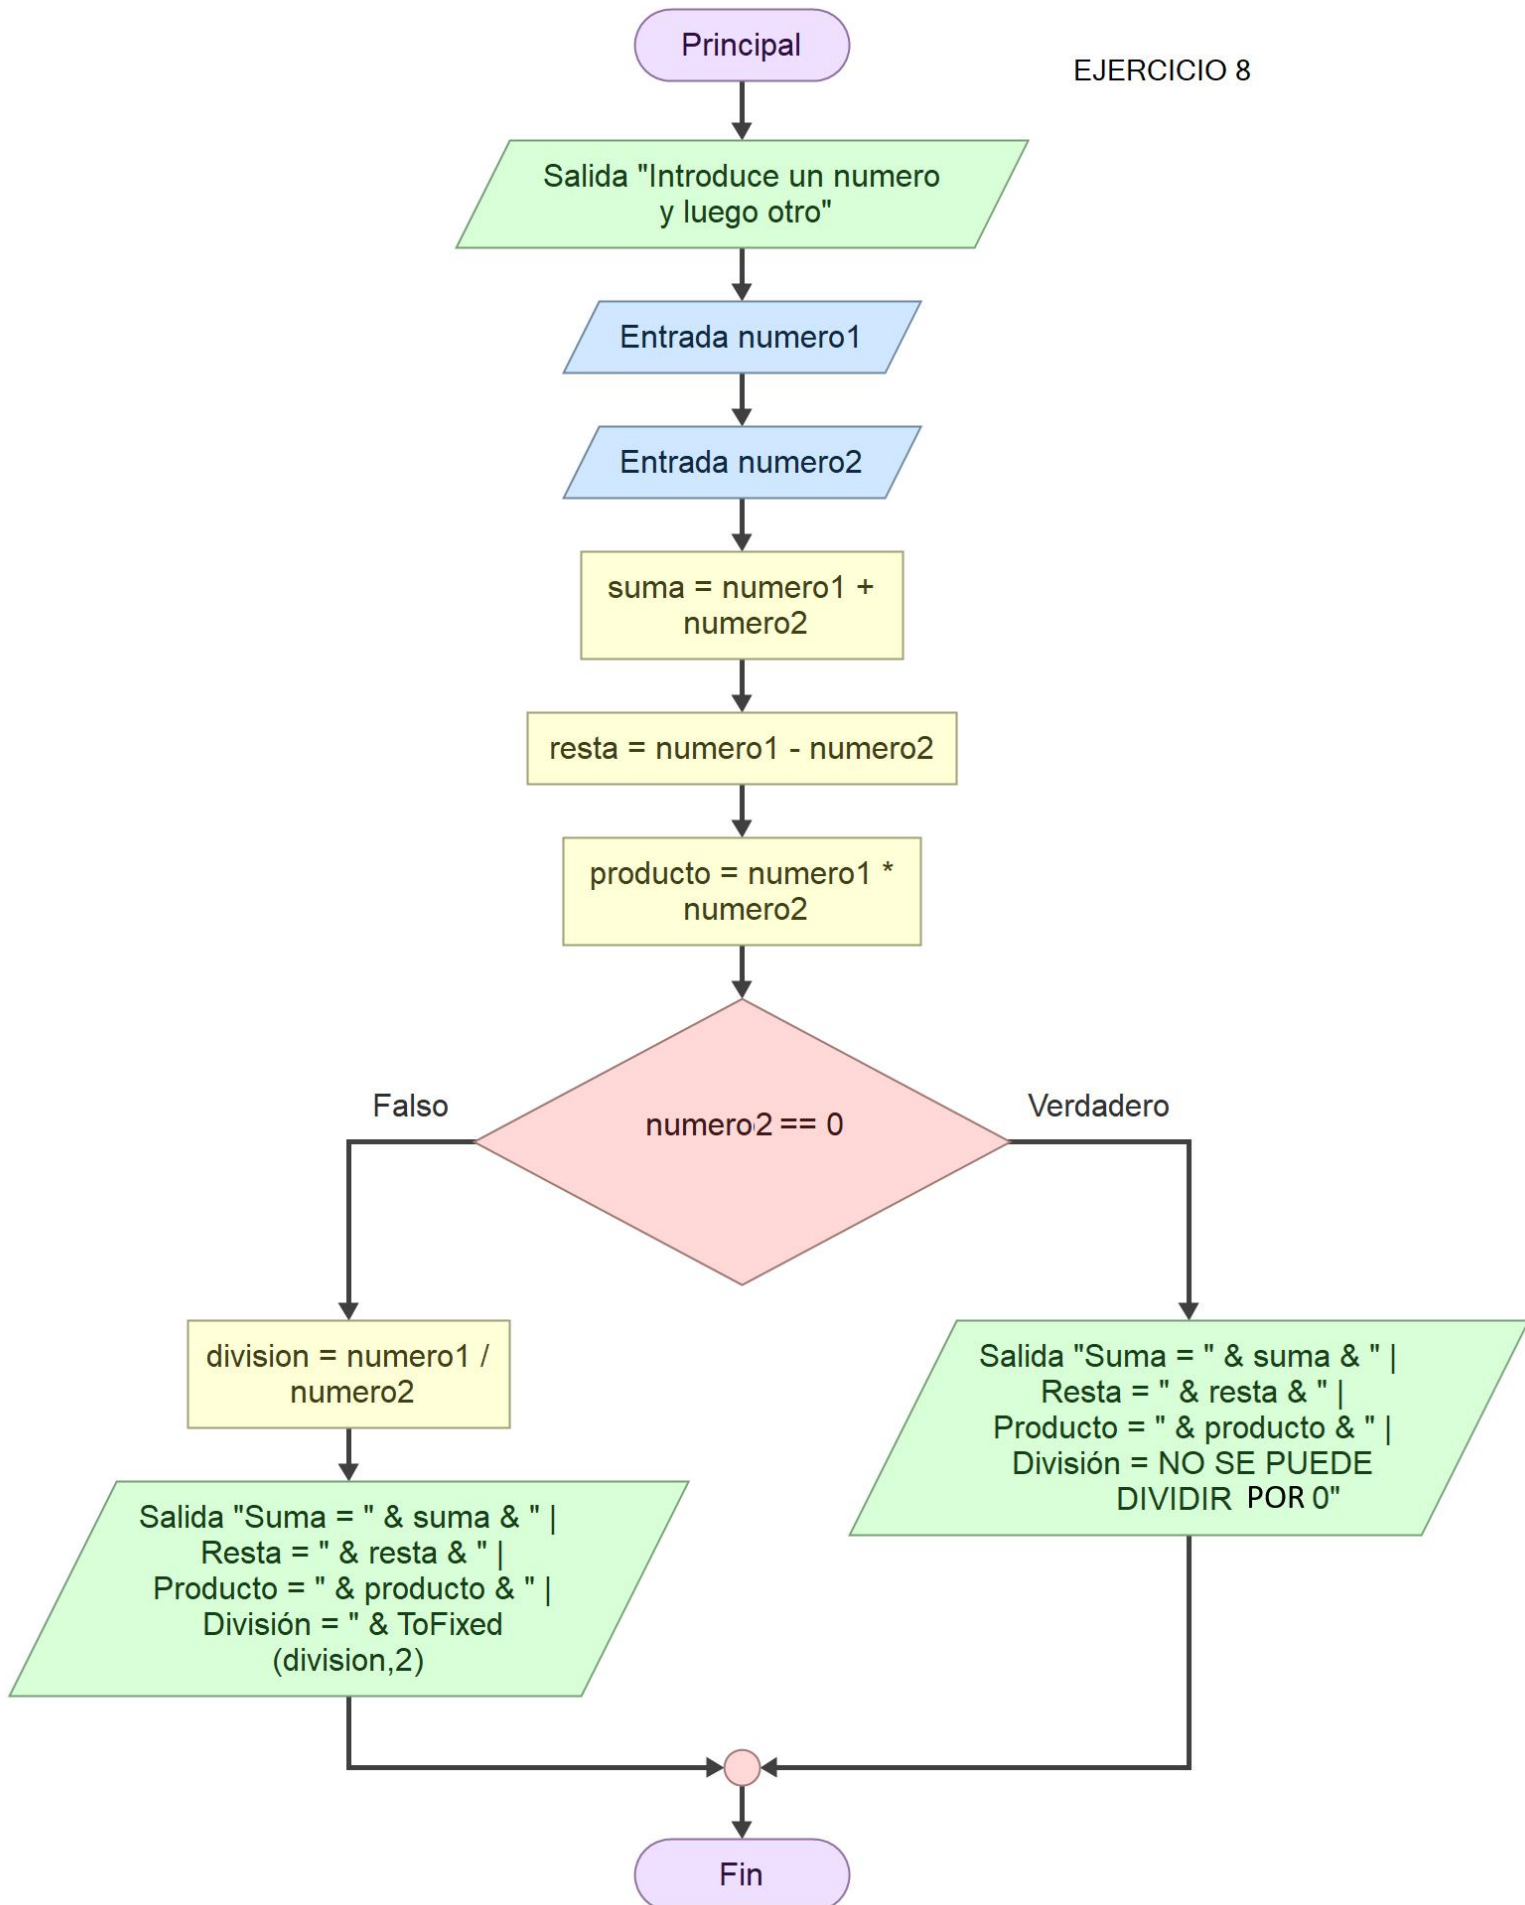 Principal
EJERCICIO 8
Salida "Introduce un numero
y luego otro"
Entrada numero1
Entrada numero2
suma = numero1 +
numero2
resta = numero1 - numero2
producto = numero1 *
numero2
Falso
numero2 == 0
Verdadero
division = numero1 /
numero2
Salida "Suma = " & suma & " |
Resta = " & resta & " |
Producto = " & producto & " |
División = " & ToFixed
(division,2)
Salida "Suma = " & suma & " |
Resta = " & resta & " |
Producto = " & producto & " |
División = NO SE PUEDE
DIVIDIR POR 0"
Fin